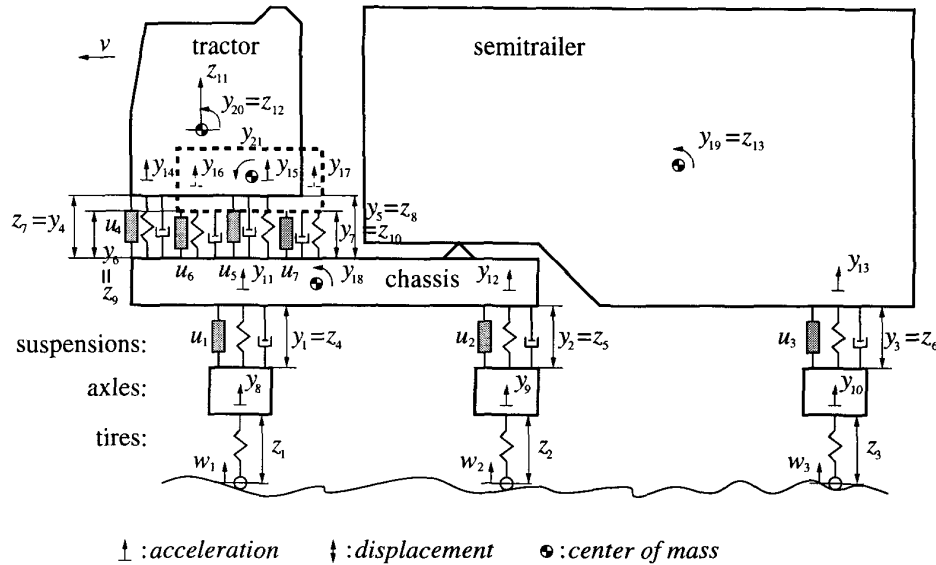 tractor
semitrailer
v
z₁₁
y₂₀=z₁₂
y₂₁
y₁₉=z₁₃
y₁₄ y₁₆ y₁₅ y₁₇
z₇=y₄ u₄ y₅=z₈
y₆ y₇=z₁₀
u₆ u₅ y₁₁ u₇ y₁₈ chassis y₁₂ y₁₃
=z₉
suspensions: u₁ y₁=z₄ u₂ y₂=z₅ u₃ y₃=z₆
axles: y₈ y₉ y₁₀
tires: z₁ z₂ z₃
w₁ w₂ w₃
:acceleration :displacement :center of mass